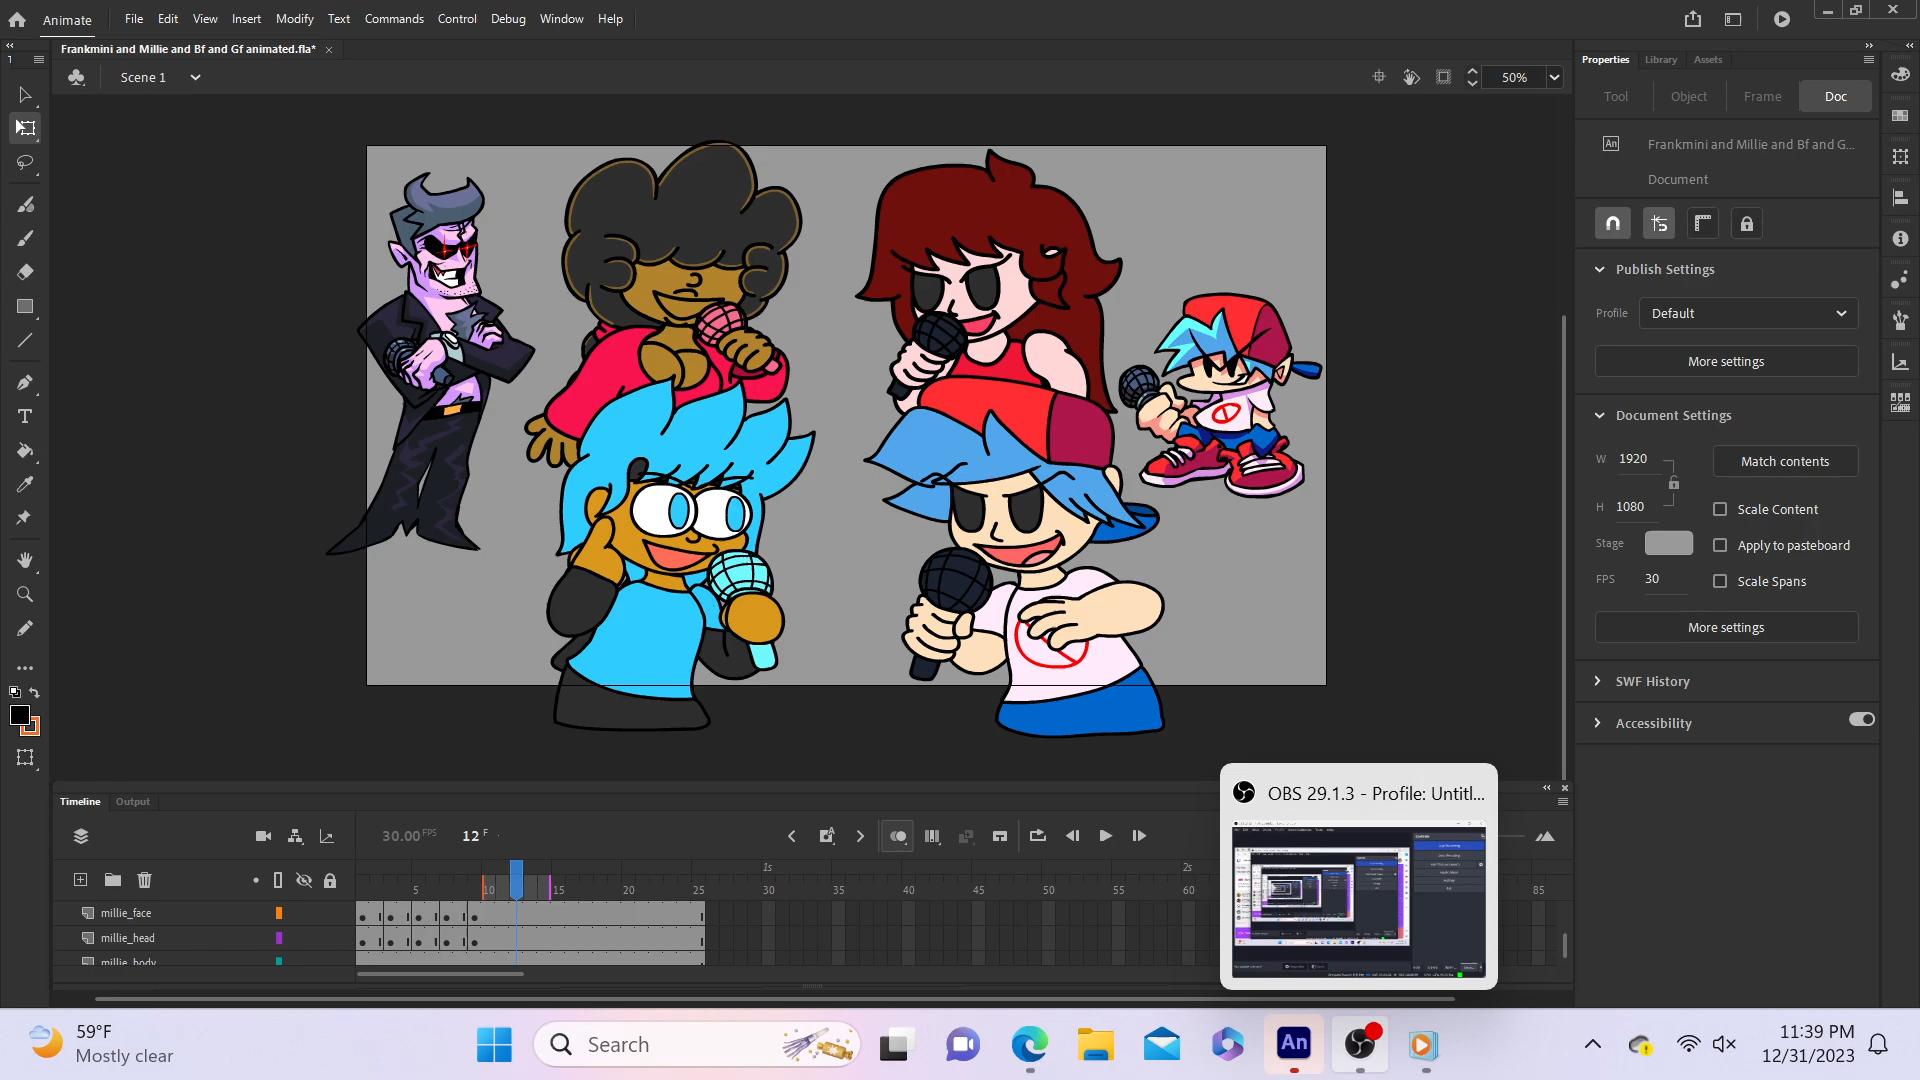 Animate
File Edit View Insert Modify Text Commands Control Debug Window Help
Frankmini and Millie and Bf and Gf animated.fla*
1
Scene 1
50%
Properties Library Assets
Tool Object Frame Doc
An
Frankmini and Millie and Bf and G...
Document
Publish Settings
Profile Default
More settings
Document Settings
W 1920
Match contents
H 1080
Scale Content
Stage
Apply to pasteboard
FPS 30
Scale Spans
More settings
SWF History
Accessibility
Timeline Output
OBS 29.1.3 - Profile: Untitl...
30.00 FPS 12 F
1s 2s
5 10 15 20 25 30 35 40 45 50 55 60 85
millie_face
millie_head
millie_body
59°F
Mostly clear
Search
An
11:39 PM
12/31/2023